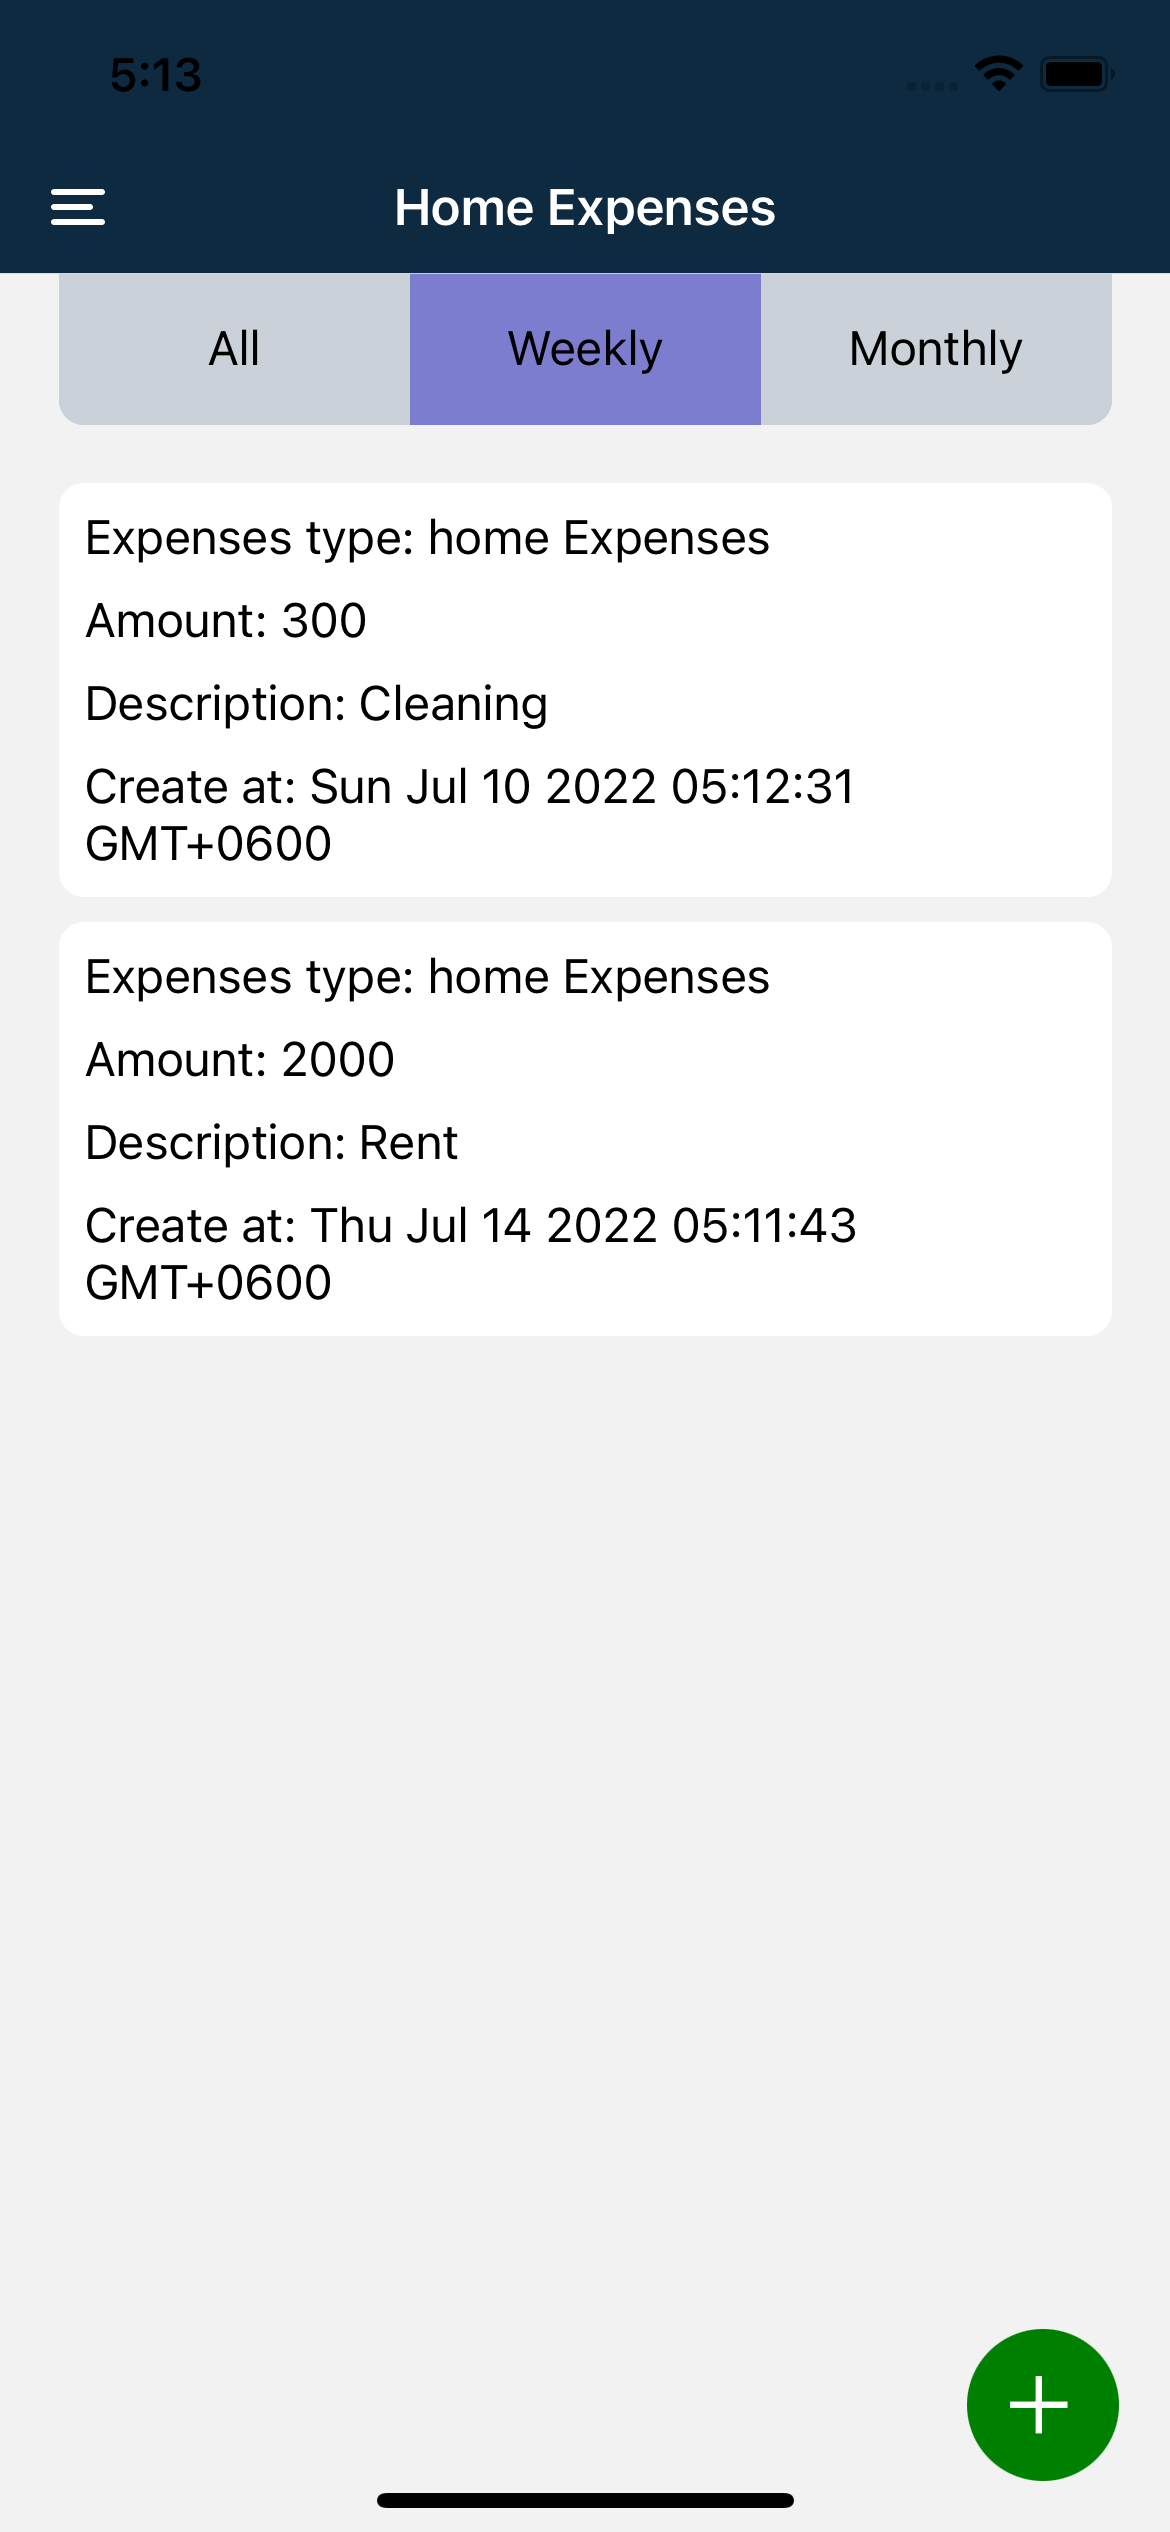 5:13
Home Expenses
All Weekly Monthly
Expenses type: home Expenses
Amount: 300
Description: Cleaning
Create at: Sun Jul 10 2022 05:12:31
GMT+0600
Expenses type: home Expenses
Amount: 2000
Description: Rent
Create at: Thu Jul 14 2022 05:11:43
GMT+0600